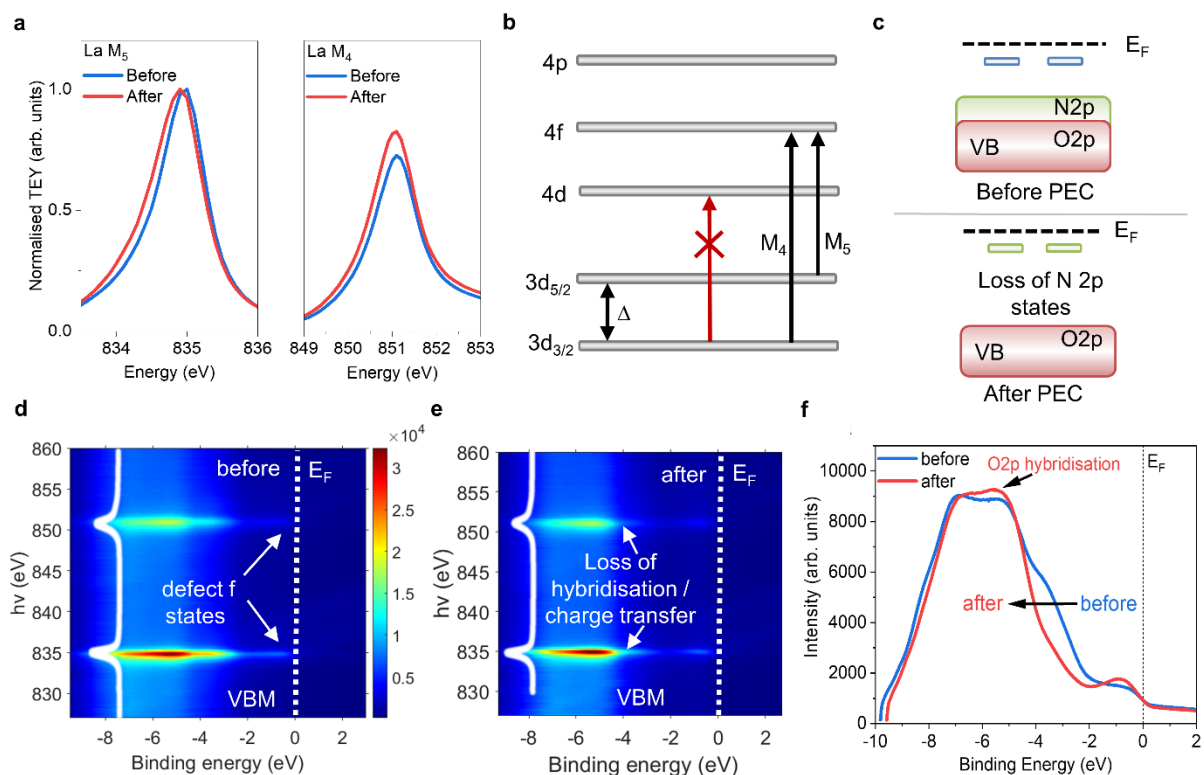 a
La M5
Before
After
La M4
Before
After
Normalised TEY (arb. units)
1.0
0.5
0.0
834 835 836
849 850 851 852 853
Energy (eV)
Energy (eV)
b
4p
4f
4d
3d5/2
3d3/2
Δ
M4
M5
c
EF
N2p
VB O2p
Before PEC
EF
Loss of N 2p
states
VB O2p
After PEC
d
×10^4
before
EF
defect f
states
VBM
hν (eV)
860
850
840
830
-8 -6 -4 -2 0 2
Binding energy (eV)
3
2.5
2
1.5
1
0.5
e
after
EF
Loss of
hybridisation /
charge transfer
VBM
hν (eV)
860
855
850
845
840
835
830
-8 -6 -4 -2 0 2
Binding energy (eV)
f
before
after
O2p hybridisation
EF
after
before
Intensity (arb. units)
10000
8000
6000
4000
2000
0
-10 -8 -6 -4 -2 0 2
Binding Energy (eV)